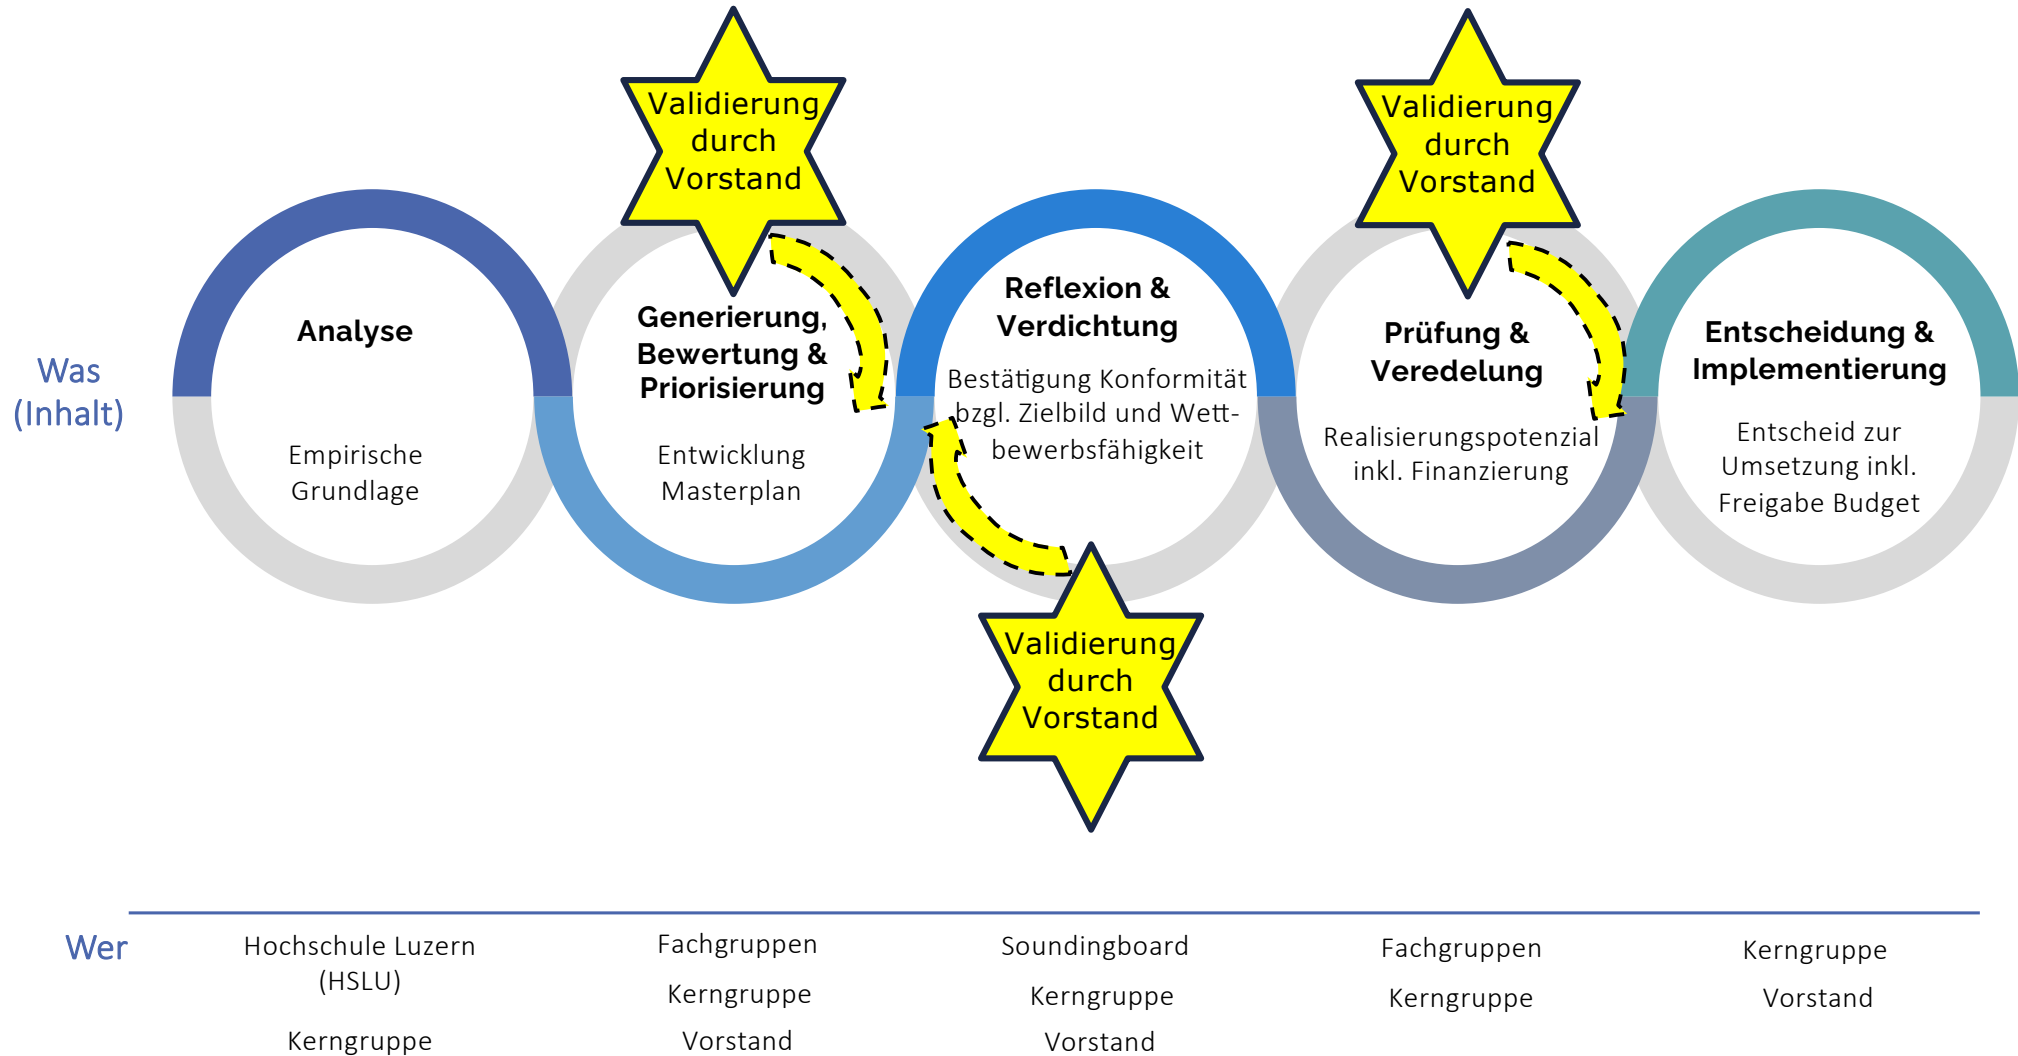 Validierung
durch
Vorstand
Validierung
durch
Vorstand
Was
(Inhalt)
Analyse
Empirische
Grundlage
Generierung,
Bewertung &
Priorisierung
Entwicklung
Masterplan
Reflexion &
Verdichtung
Bestätigung Konformität
bzgl. Zielbild und Wett-
bewerbsfähigkeit
Prüfung &
Veredelung
Realisierungspotenzial
inkl. Finanzierung
Entscheidung &
Implementierung
Entscheid zur
Umsetzung inkl.
Freigabe Budget
Validierung
durch
Vorstand
Wer
Hochschule Luzern
(HSLU)
Kerngruppe
Fachgruppen
Kerngruppe
Vorstand
Soundingboard
Kerngruppe
Vorstand
Fachgruppen
Kerngruppe
Kerngruppe
Vorstand